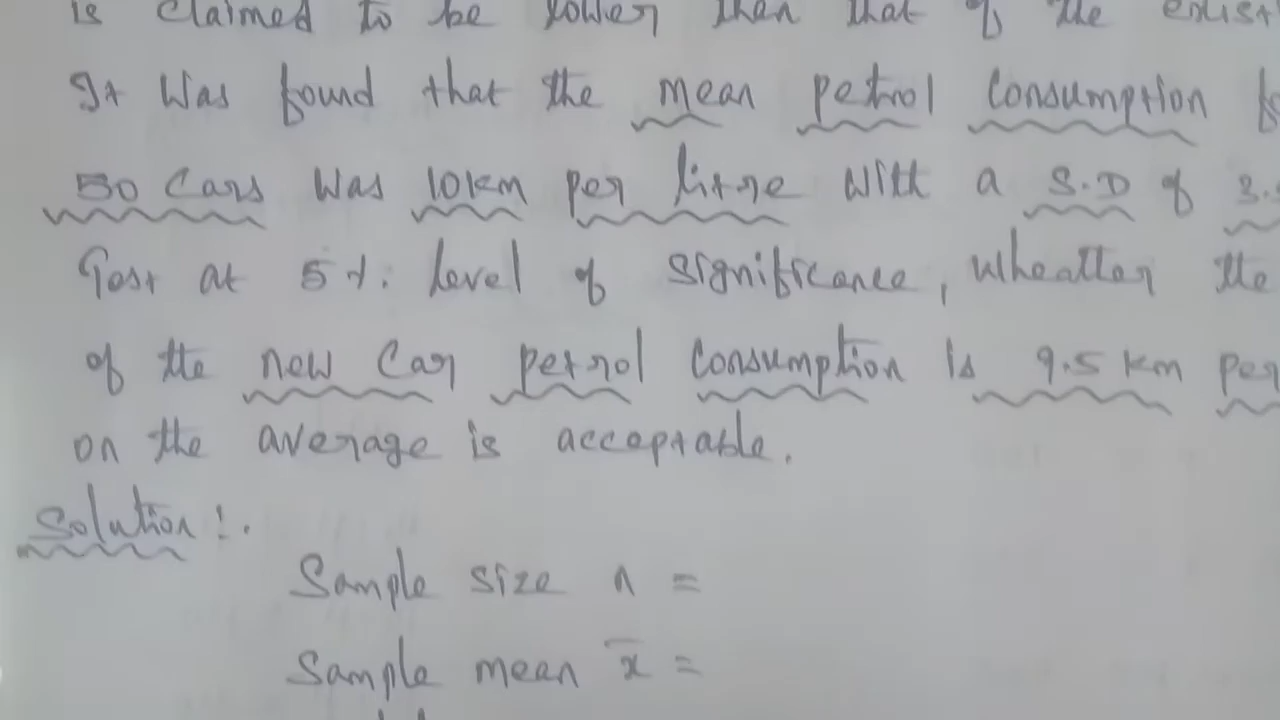 is claimed to be lower than that of the
It was found that the mean petrol consumption
50 Cars was 10km per litre with a S.D of 3.
Test at 5%. level of significance, wheather the
of the new Car petrol consumption is 9.5 km per
on the average is acceptable.
Solution :.
Sample size n =
Sample mean x̄ =